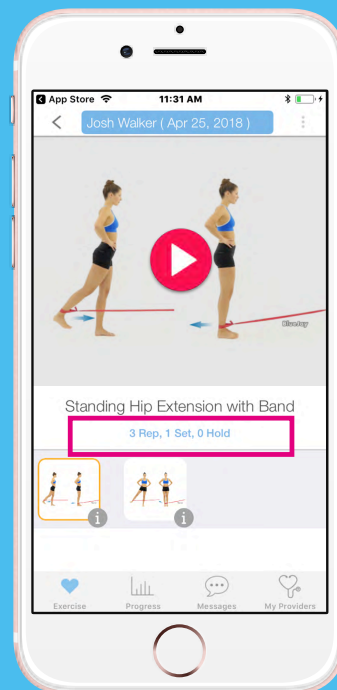 App Store 11:31 AM
Josh Walker ( Apr 25, 2018 )
BlueJay
Standing Hip Extension with Band
3 Rep, 1 Set, 0 Hold
i i
Exercise Progress Messages My Providers